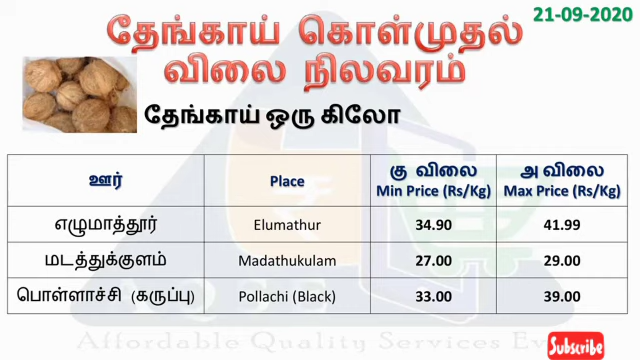 21-09-2020
தேங்காய் கொள்முதல்
விலை நிலவரம்
தேங்காய் ஒரு கிலோ
ஊர் Place கு விலை Min Price (Rs/Kg) அ விலை Max Price (Rs/Kg)
எழுமாத்தூர் Elumathur 34.90 41.99
மடத்துக்குளம் Madathukulam 27.00 29.00
பொள்ளாச்சி (கருப்பு) Pollachi (Black) 33.00 39.00
Affordable Quality Services Ev
Subscribe